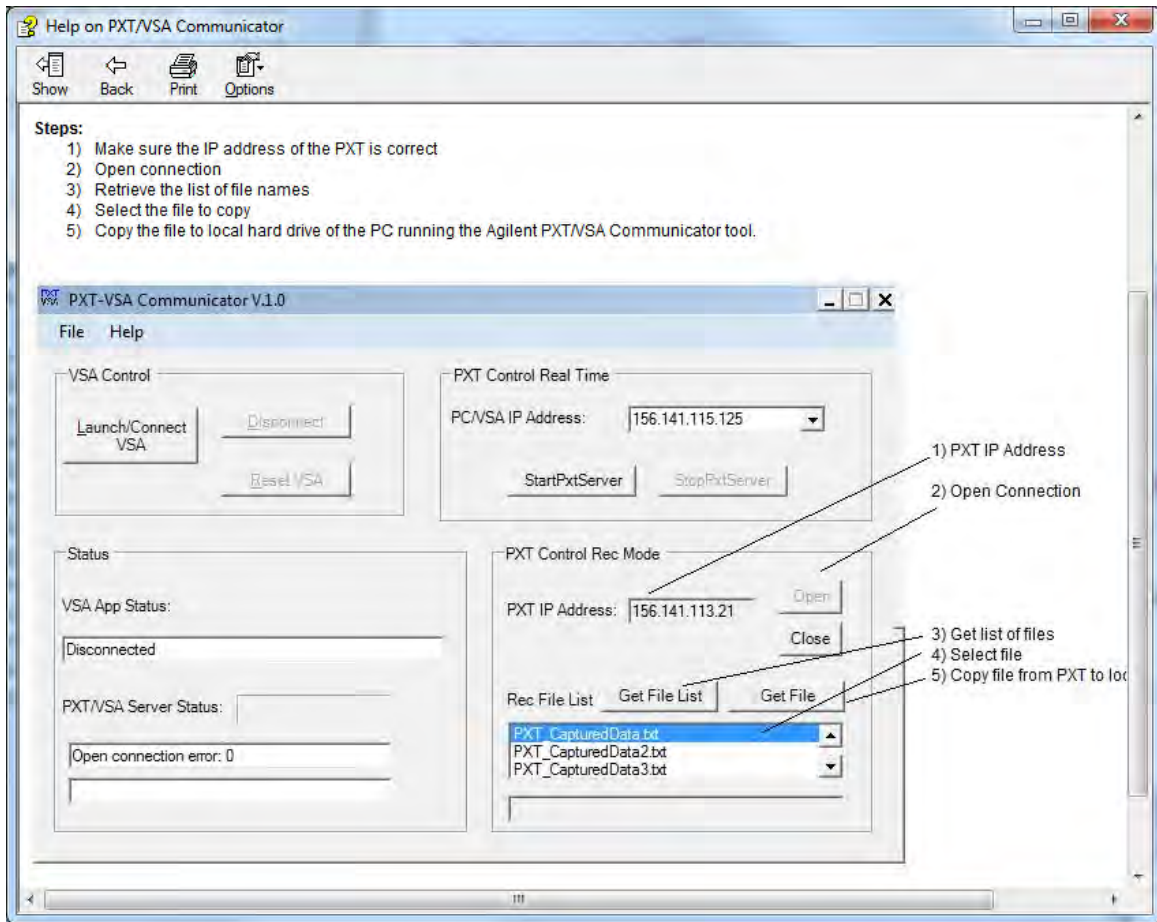 Help on PXT/VSA Communicator
Show Back Print Options
Steps:
1) Make sure the IP address of the PXT is correct
2) Open connection
3) Retrieve the list of file names
4) Select the file to copy
5) Copy the file to local hard drive of the PC running the Agilent PXT/VSA Communicator tool.
PXT VSA PXT-VSA Communicator V.1.0
File Help
VSA Control
Launch/Connect
VSA
Disconnect
Reset VSA
PXT Control Real Time
PC/VSA IP Address: 156.141.115.125
StartPxtServer StopPxtServer
1) PXT IP Address
2) Open Connection
Status
VSA App Status:
Disconnected
PXT/VSA Server Status:
Open connection error: 0
PXT Control Rec Mode
PXT IP Address: 156.141.113.21
Open
Close
Rec File List Get File List Get File
PXT_CapturedData.txt
PXT_CapturedData2.txt
PXT_CapturedData3.txt
3) Get list of files
4) Select file
5) Copy file from PXT to loc